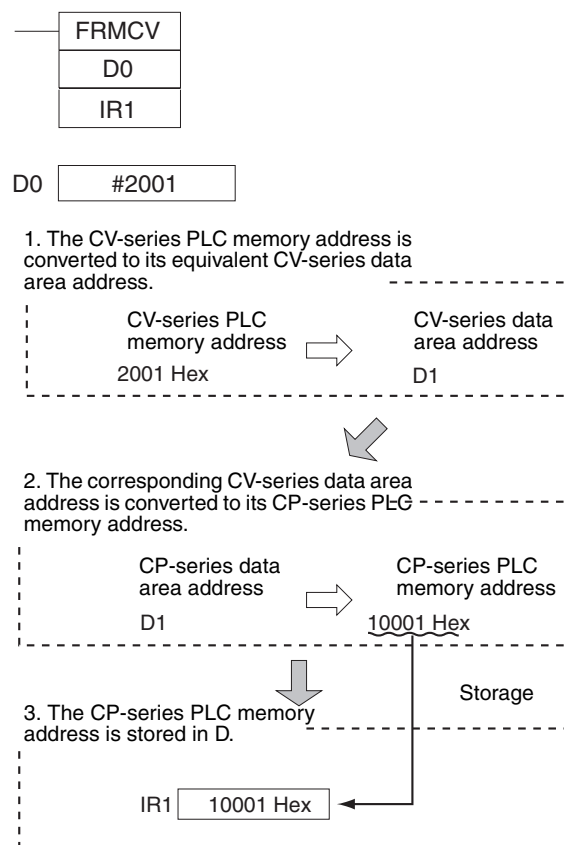 FRMCV
D0
IR1
D0 #2001
1. The CV-series PLC memory address is
converted to its equivalent CV-series data
area address.
CV-series PLC
memory address
CV-series data
area address
2001 Hex
D1
2. The corresponding CV-series data area
address is converted to its CP-series PLC
memory address.
CP-series data
area address
CP-series PLC
memory address
D1
10001 Hex
Storage
3. The CP-series PLC memory
address is stored in D.
IR1 10001 Hex